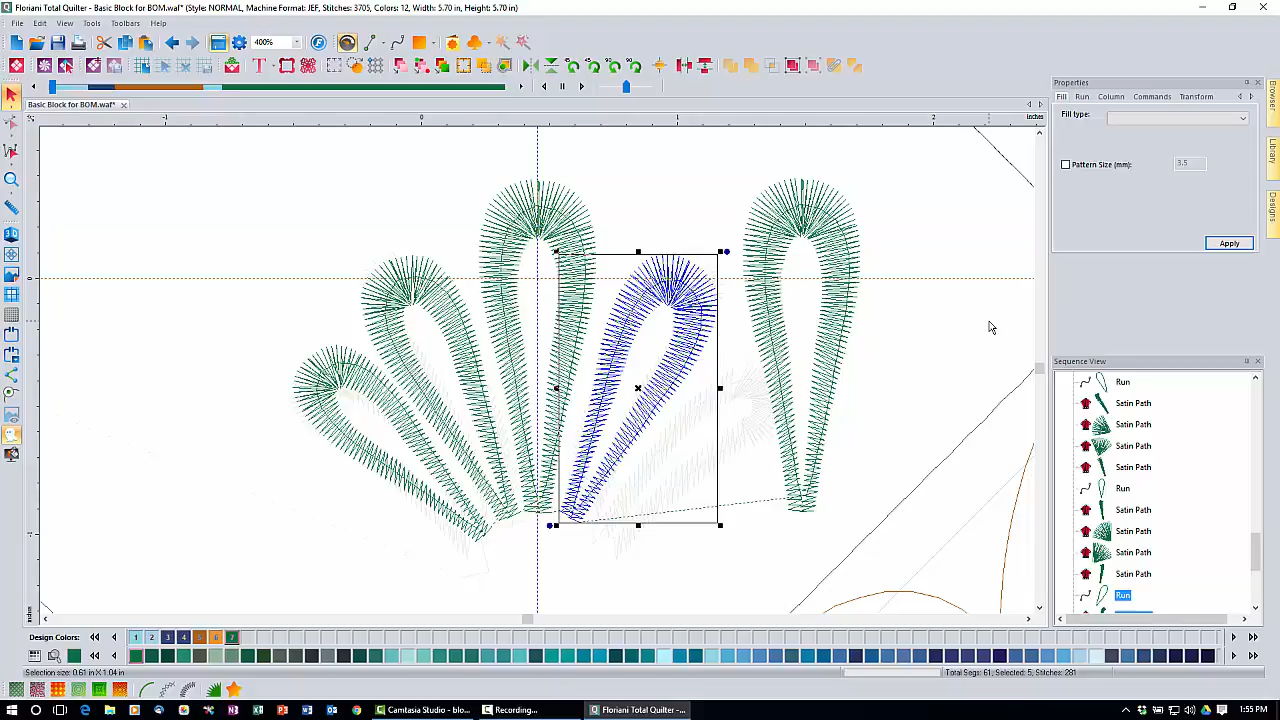 Floriani Total Quilter - Basic Block for BOM.waf* (Style: NORMAL, Machine Format: JEF, Stitches: 3705, Colors: 12, Width: 5.70 in, Height: 5.70 in)
File Edit View Tools Toolbars Help
400%
Basic Block for BOM.waf*
Properties
Fill Run Column Commands Transform
Fill type:
Pattern Size (mm): 3.5
Apply
Browser
Library
Designs
-1 0 1 2 inches
0
-1
inches
Sequence View
Run
Satin Path
Satin Path
Satin Path
Satin Path
Run
Satin Path
Satin Path
Satin Path
Satin Path
Run
Design Colors: 1 2 3 4 5 6 7
Selection size: 0.61 in X 1.04 in
Total Segs: 61, Selected: 5, Stitches: 281
Camtasia Studio - blo...
Recording...
Floriani Total Quilter -...
1:55 PM